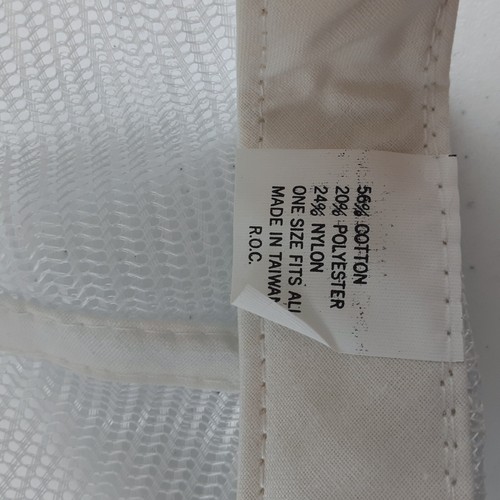 56% COTTON
20% POLYESTER
24% NYLON
ONE SIZE FITS ALL
MADE IN TAIWAN
R.O.C.